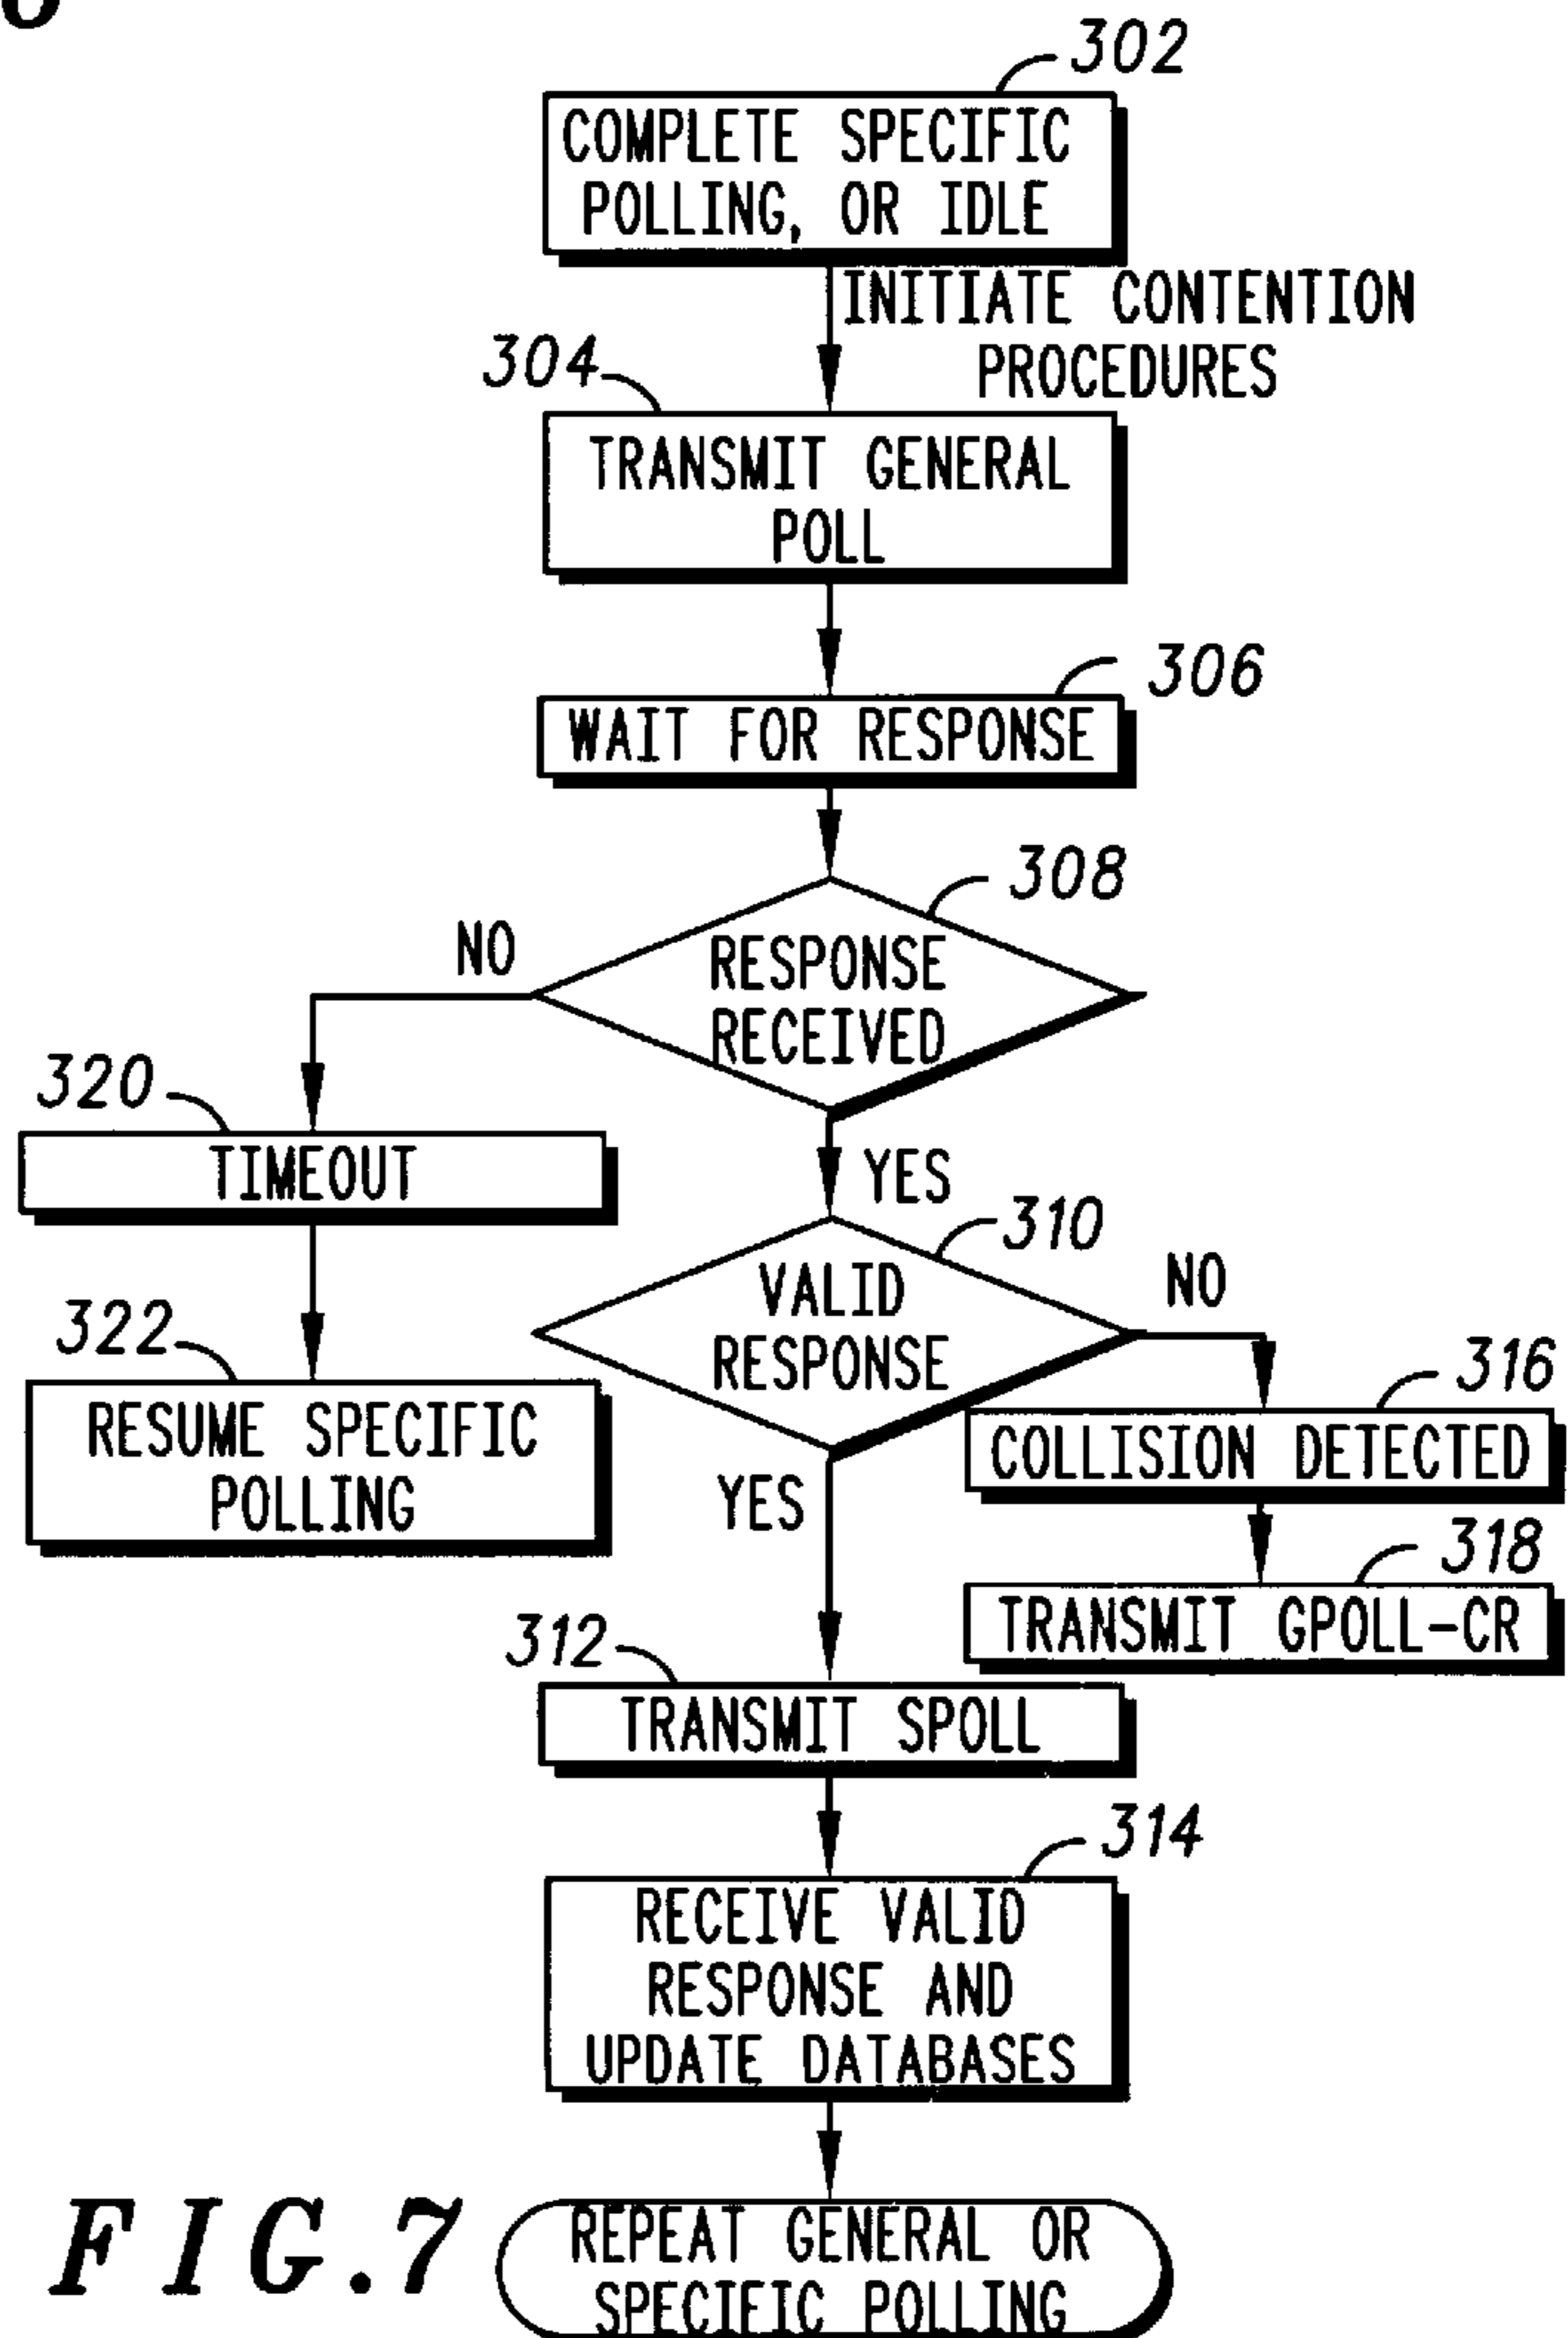 302
COMPLETE SPECIFIC
POLLING, OR IDLE
INITIATE CONTENTION
PROCEDURES
304
TRANSMIT GENERAL
POLL
306
WAIT FOR RESPONSE
308
NO
RESPONSE
RECEIVED
320
TIMEOUT
YES
310
VALID
RESPONSE
NO
322
RESUME SPECIFIC
POLLING
316
COLLISION DETECTED
YES
318
TRANSMIT GPOLL-CR
312
TRANSMIT SPOLL
314
RECEIVE VALID
RESPONSE AND
UPDATE DATABASES
REPEAT GENERAL OR
SPECIFIC POLLING
FIG.7